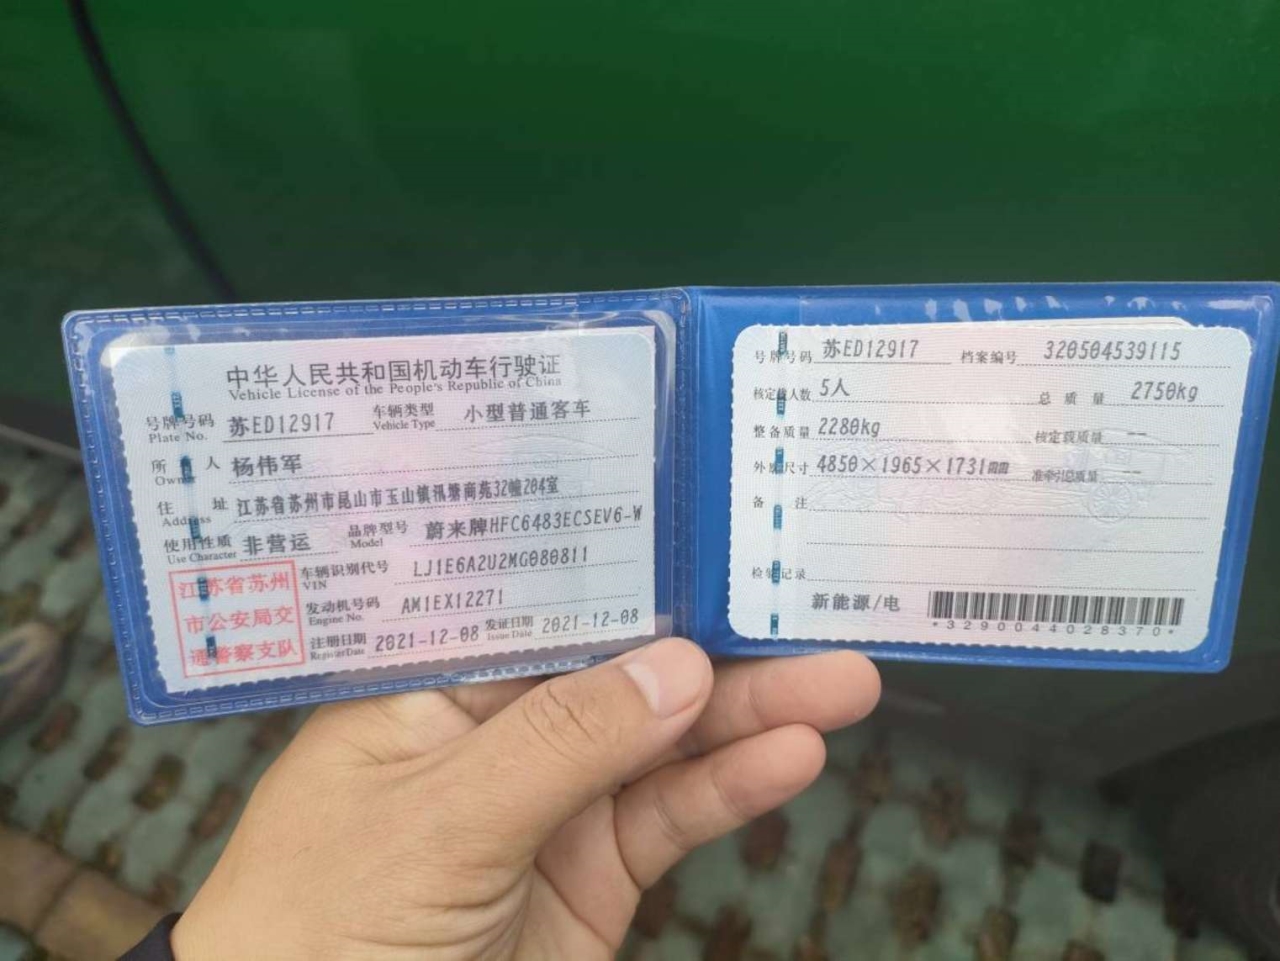 中华人民共和国机动车行驶证
Vehicle License of the People's Republic of China
号牌号码 苏ED12917 车辆类型 小型普通客车
Plate No. Vehicle Type
所有人 杨伟军
Owner
住址 江苏省苏州市昆山市玉山镇祺塘商苑32幢204室
Address
使用性质 非营运 品牌型号 蔚来牌HFC6483ECSEV6-W
Use Character Model
江苏省苏州市公安局交通警察支队
车辆识别代号 LJ1E6A2U2MG080811
VIN
发动机号码 AM1EX12271
Engine No.
注册日期 2021-12-08 发证日期 2021-12-08
Register Date Issue Date
号牌号码 苏ED12917 档案编号 320504539115
核定载人数 5人 总质量 2750kg
整备质量 2280kg 核定载质量 --
外廓尺寸 4850×1965×1731mm 准牵引总质量 --
备注
检验记录
新能源/电
*3290044028370*